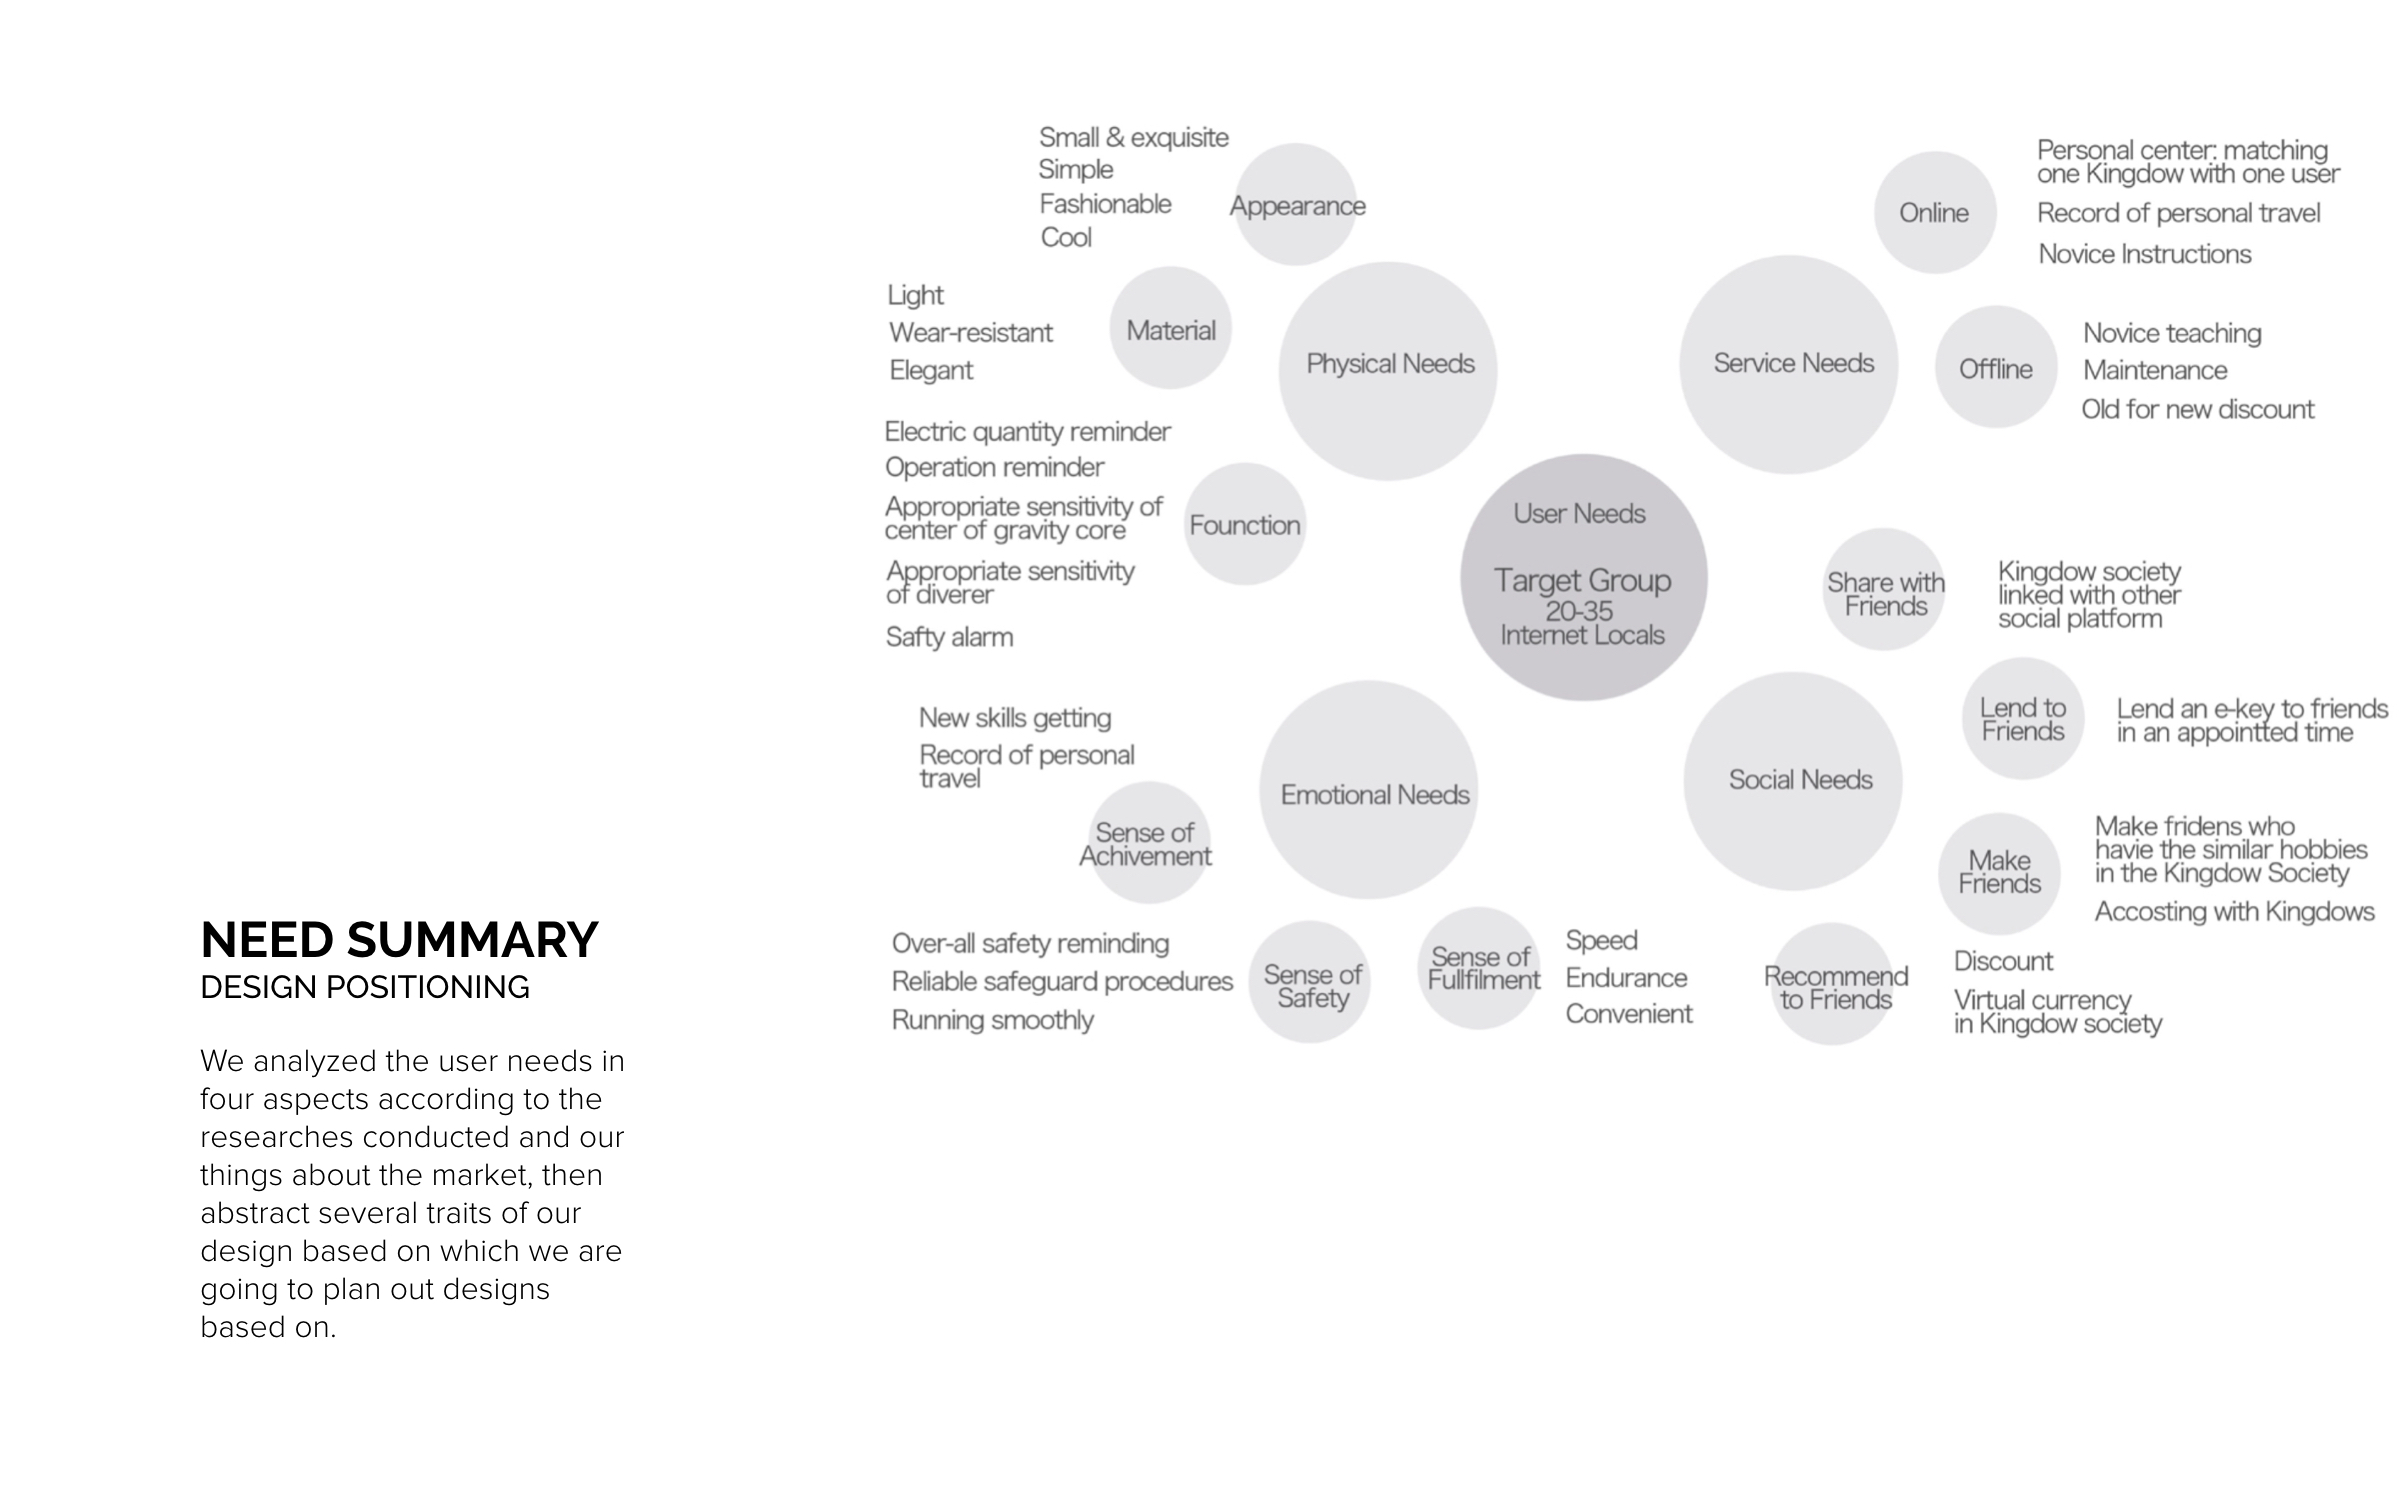 Small & exquisite
Simple
Fashionable
Cool
Appearance
Light
Wear-resistant
Elegant
Material
Physical Needs
Electric quantity reminder
Operation reminder
Appropriate sensitivity of
center of gravity core
Appropriate sensitivity
of diverer
Safty alarm
Founction
Online
Personal center: matching
one Kingdow with one user
Record of personal travel
Novice Instructions
Service Needs
Offline
Novice teaching
Maintenance
Old for new discount
User Needs
Target Group
20-35
Internet Locals
Share with
Friends
Kingdow society
linked with other
social platform
Lend to
Friends
Lend an e-key to friends
in an appointted time
Social Needs
Make
Friends
Make fridens who
havie the similar hobbies
in the Kingdow Society
Accosting with Kingdows
Recommend
to Friends
Discount
Virtual currency
in Kingdow society
New skills getting
Record of personal
travel
Sense of
Achivement
Emotional Needs
Over-all safety reminding
Reliable safeguard procedures
Running smoothly
Sense of
Safety
Sense of
Fullfilment
Speed
Endurance
Convenient
NEED SUMMARY
DESIGN POSITIONING
We analyzed the user needs in
four aspects according to the
researches conducted and our
things about the market, then
abstract several traits of our
design based on which we are
going to plan out designs
based on.